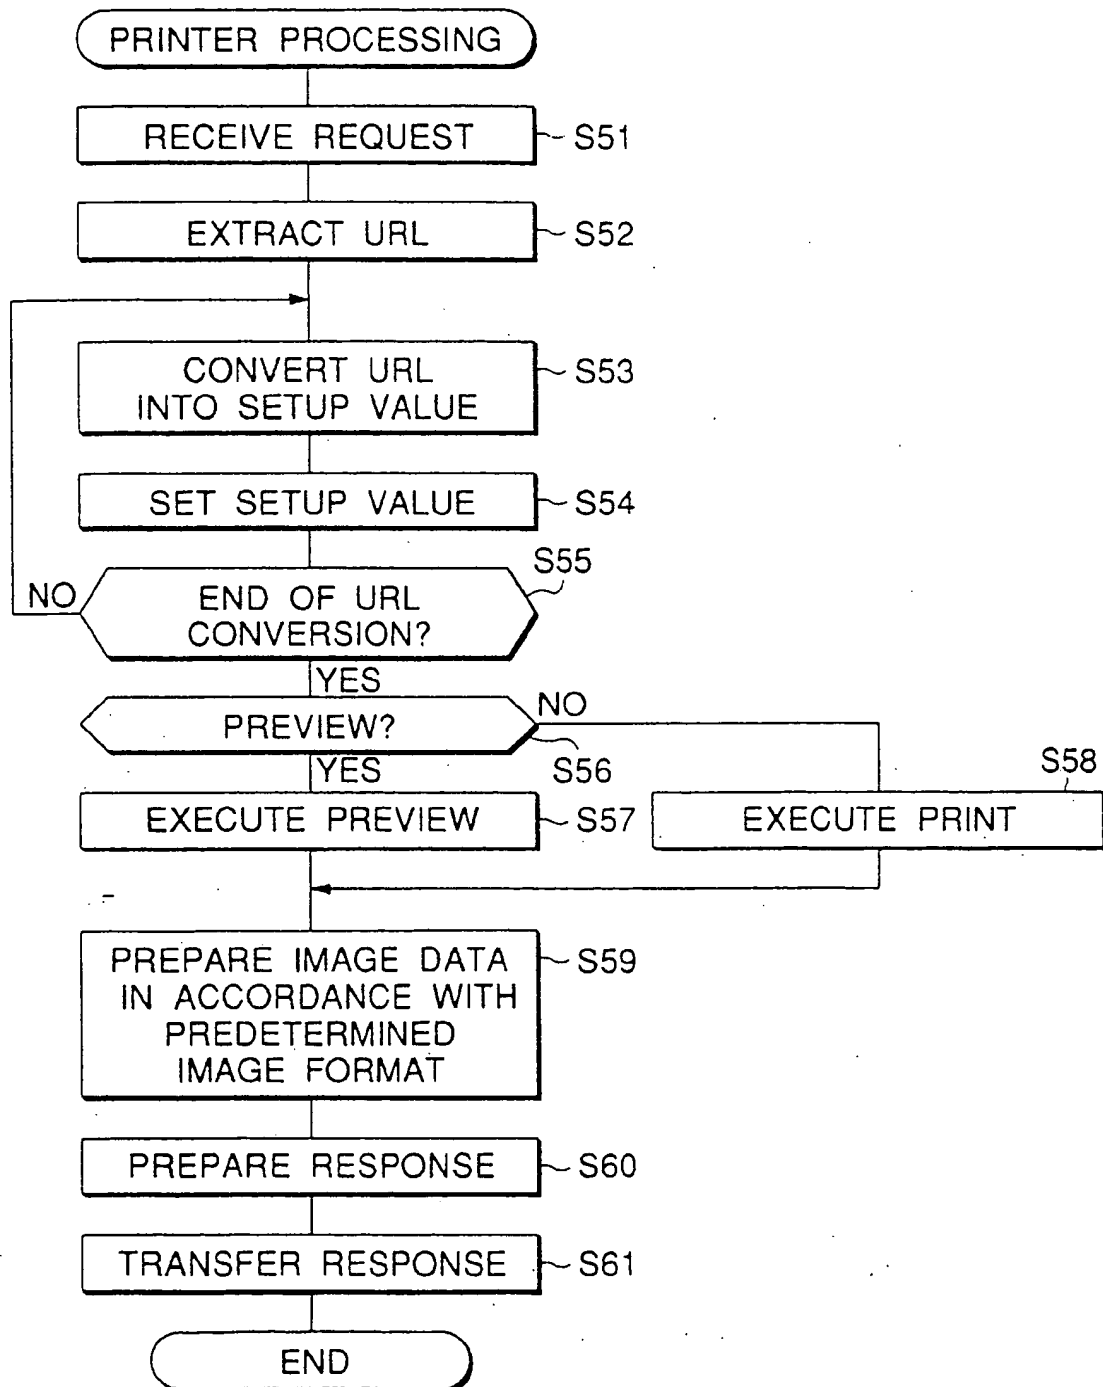 PRINTER PROCESSING
RECEIVE REQUEST
S51
EXTRACT URL
S52
CONVERT URL
INTO SETUP VALUE
S53
SET SETUP VALUE
S54
S55
NO
END OF URL
CONVERSION?
YES
PREVIEW?
NO
S56
YES
S58
EXECUTE PREVIEW
S57
EXECUTE PRINT
PREPARE IMAGE DATA
IN ACCORDANCE WITH
PREDETERMINED
IMAGE FORMAT
S59
PREPARE RESPONSE
S60
TRANSFER RESPONSE
S61
END